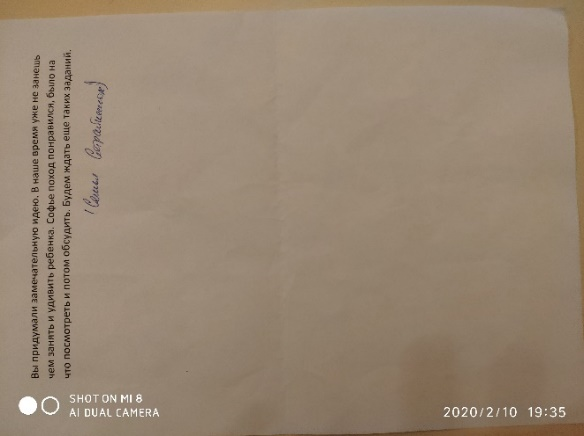 Вы придумали замечательную идею. В наше время уже не занешь
чем занять и удивить ребенка. Софье поход понравился, было на
что посмотреть и потом обсудить. Будем ждать еще таких заданий.
(Семья
SHOT ON MI 8
AI DUAL CAMERA
2020/2/10 19:35